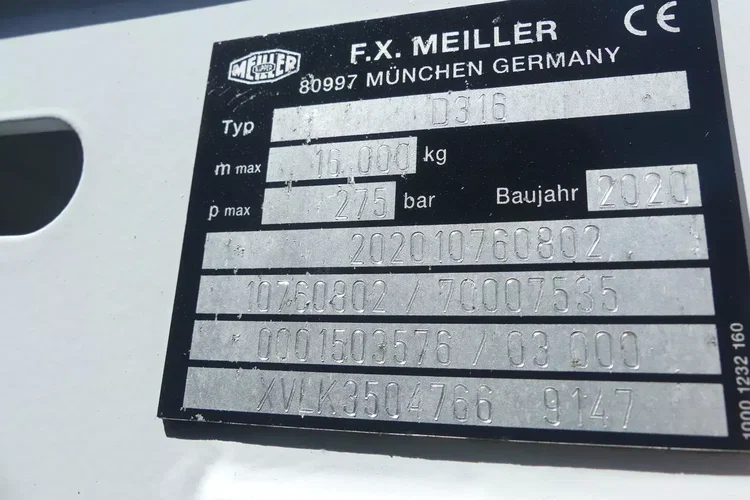 MEILLER
KIPPER
F.X. MEILLER
CE
80997 MÜNCHEN GERMANY
Typ D316
m max 16.000 kg
p max 275 bar Baujahr 2020
202010760802
10760802 / 70007535
0001503576 / 03 000
XVLK3504766 9147
1000 1232 160